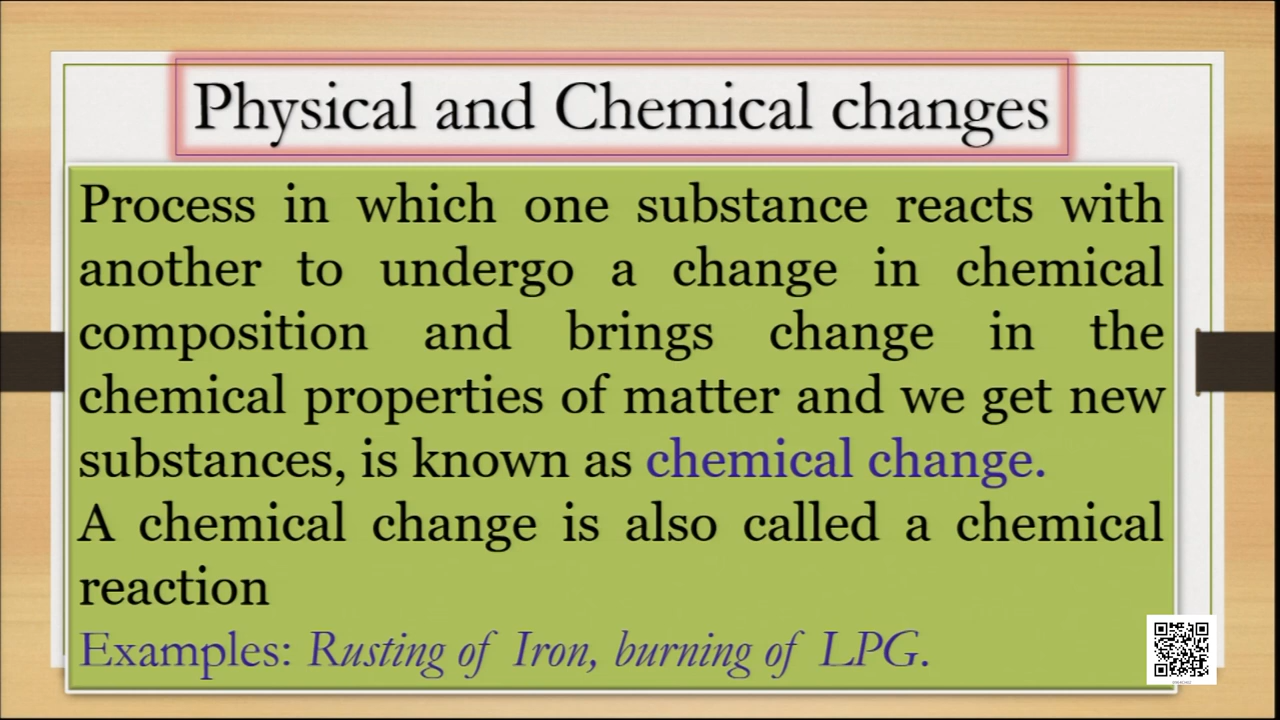 Physical and Chemical changes
Process in which one substance reacts with
another to undergo a change in chemical
composition and brings change in the
chemical properties of matter and we get new
substances, is known as chemical change.
A chemical change is also called a chemical
reaction
Examples: Rusting of Iron, burning of LPG.